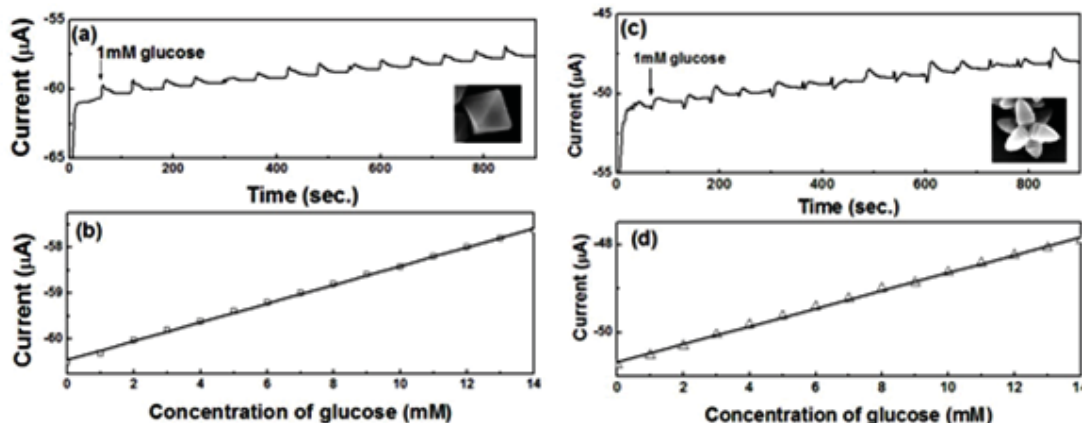 (a)
1mM glucose
Current (μA)
-55
-60
-65
0 200 400 600 800
Time (sec.)
(b)
Current (μA)
-58
-59
-60
0 2 4 6 8 10 12 14
Concentration of glucose (mM)
(c)
1mM glucose
Current (μA)
-45
-50
-55
0 200 400 600 800
Time (sec.)
(d)
Current (μA)
-48
-50
0 2 4 6 8 10 12 14
Concentration of glucose (mM)